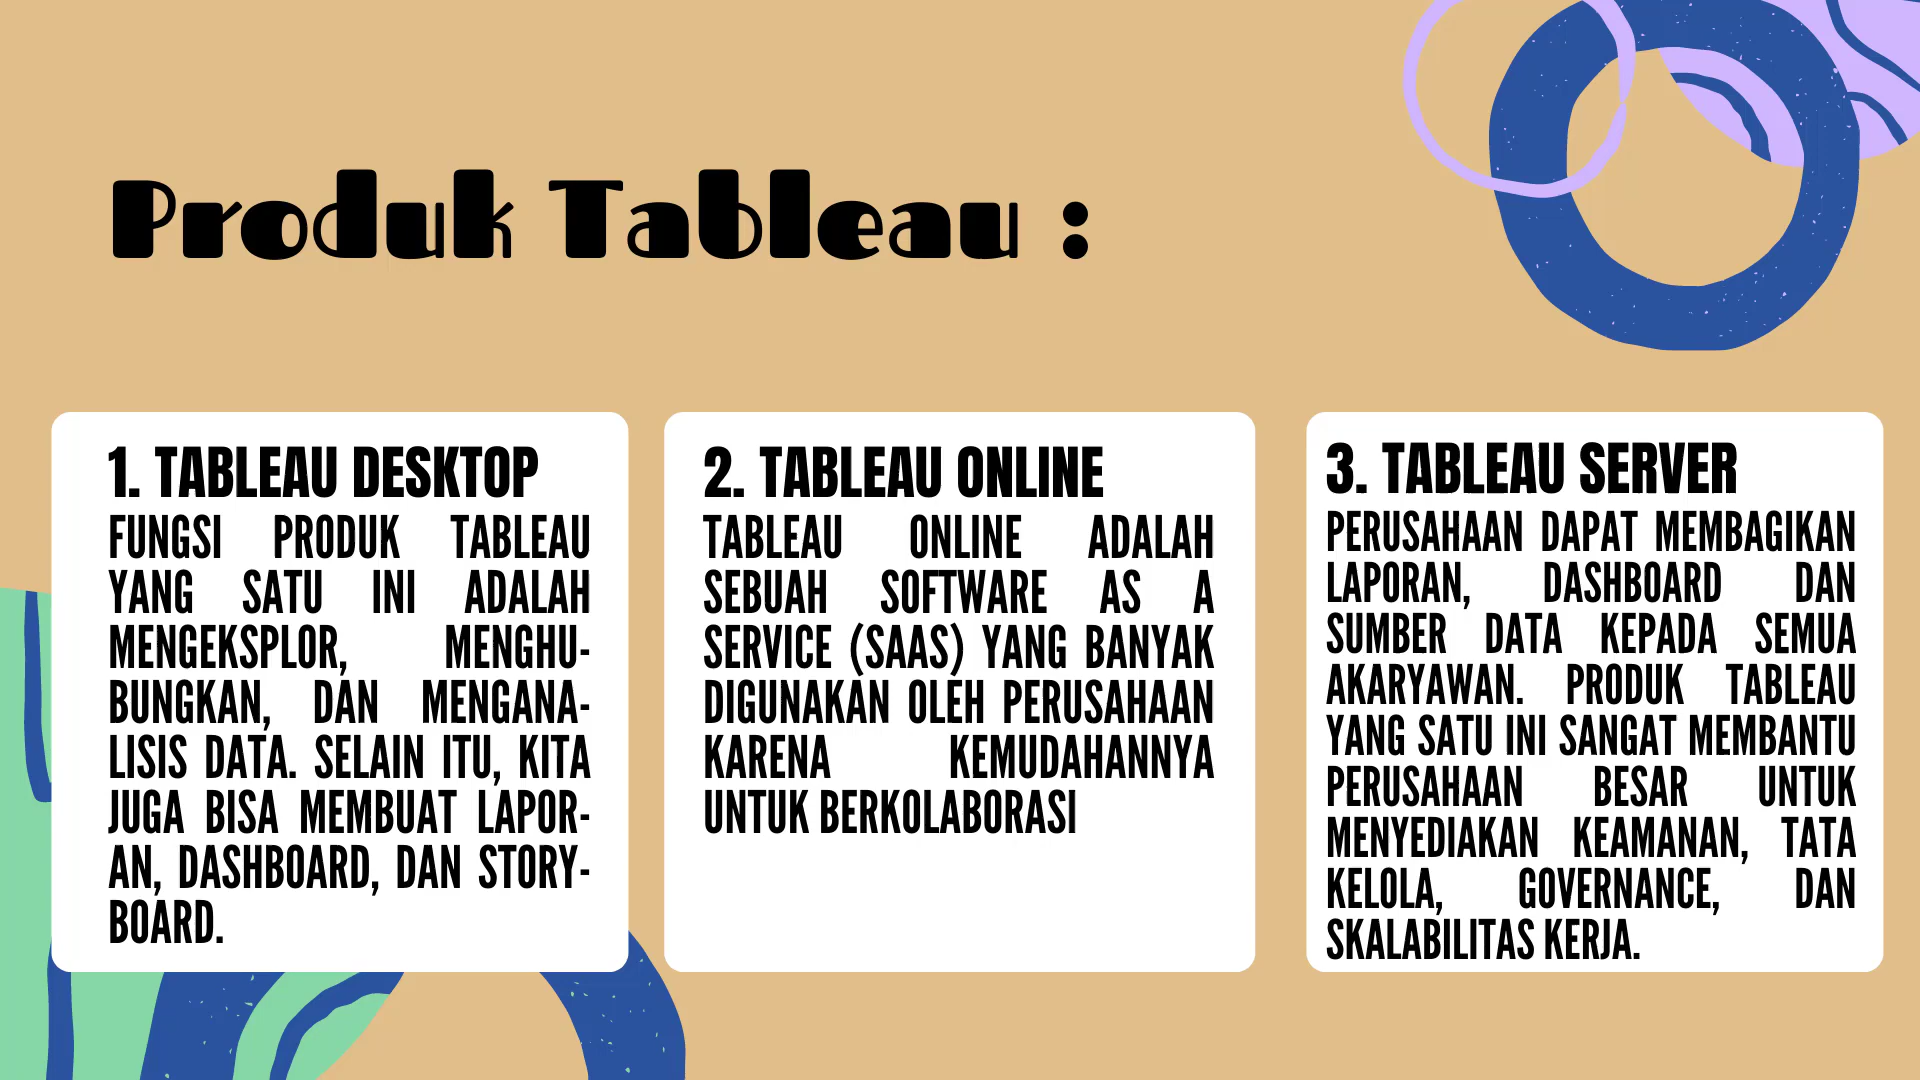 Produk Tableau :
1. TABLEAU DESKTOP
FUNGSI PRODUK TABLEAU
YANG SATU INI ADALAH
MENGEKSPLOR, MENGHU-
BUNGKAN, DAN MENGANA-
LISIS DATA. SELAIN ITU, KITA
JUGA BISA MEMBUAT LAPOR-
AN, DASHBOARD, DAN STORY-
BOARD.
2. TABLEAU ONLINE
TABLEAU ONLINE ADALAH
SEBUAH SOFTWARE AS A
SERVICE (SAAS) YANG BANYAK
DIGUNAKAN OLEH PERUSAHAAN
KARENA KEMUDAHANNYA
UNTUK BERKOLABORASI
3. TABLEAU SERVER
PERUSAHAAN DAPAT MEMBAGIKAN
LAPORAN, DASHBOARD DAN
SUMBER DATA KEPADA SEMUA
AKARYAWAN. PRODUK TABLEAU
YANG SATU INI SANGAT MEMBANTU
PERUSAHAAN BESAR UNTUK
MENYEDIAKAN KEAMANAN, TATA
KELOLA, GOVERNANCE, DAN
SKALABILITAS KERJA.